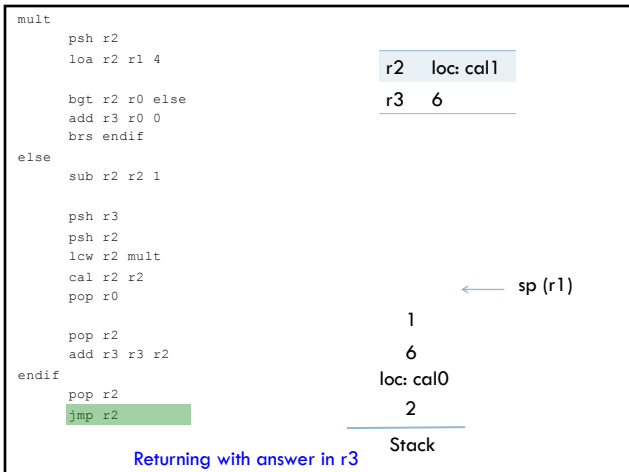 mult
psh r2
loa r2 r1 4
bgt r2 r0 else
add r3 r0 0
brs endif
else
sub r2 r2 1
psh r3
psh r2
lcw r2 mult
cal r2 r2
pop r0
pop r2
add r3 r3 r2
endif
pop r2
jmp r2
Returning with answer in r3
r2 loc: cal1
r3 6
sp (r1)
1
6
loc: cal0
2
Stack